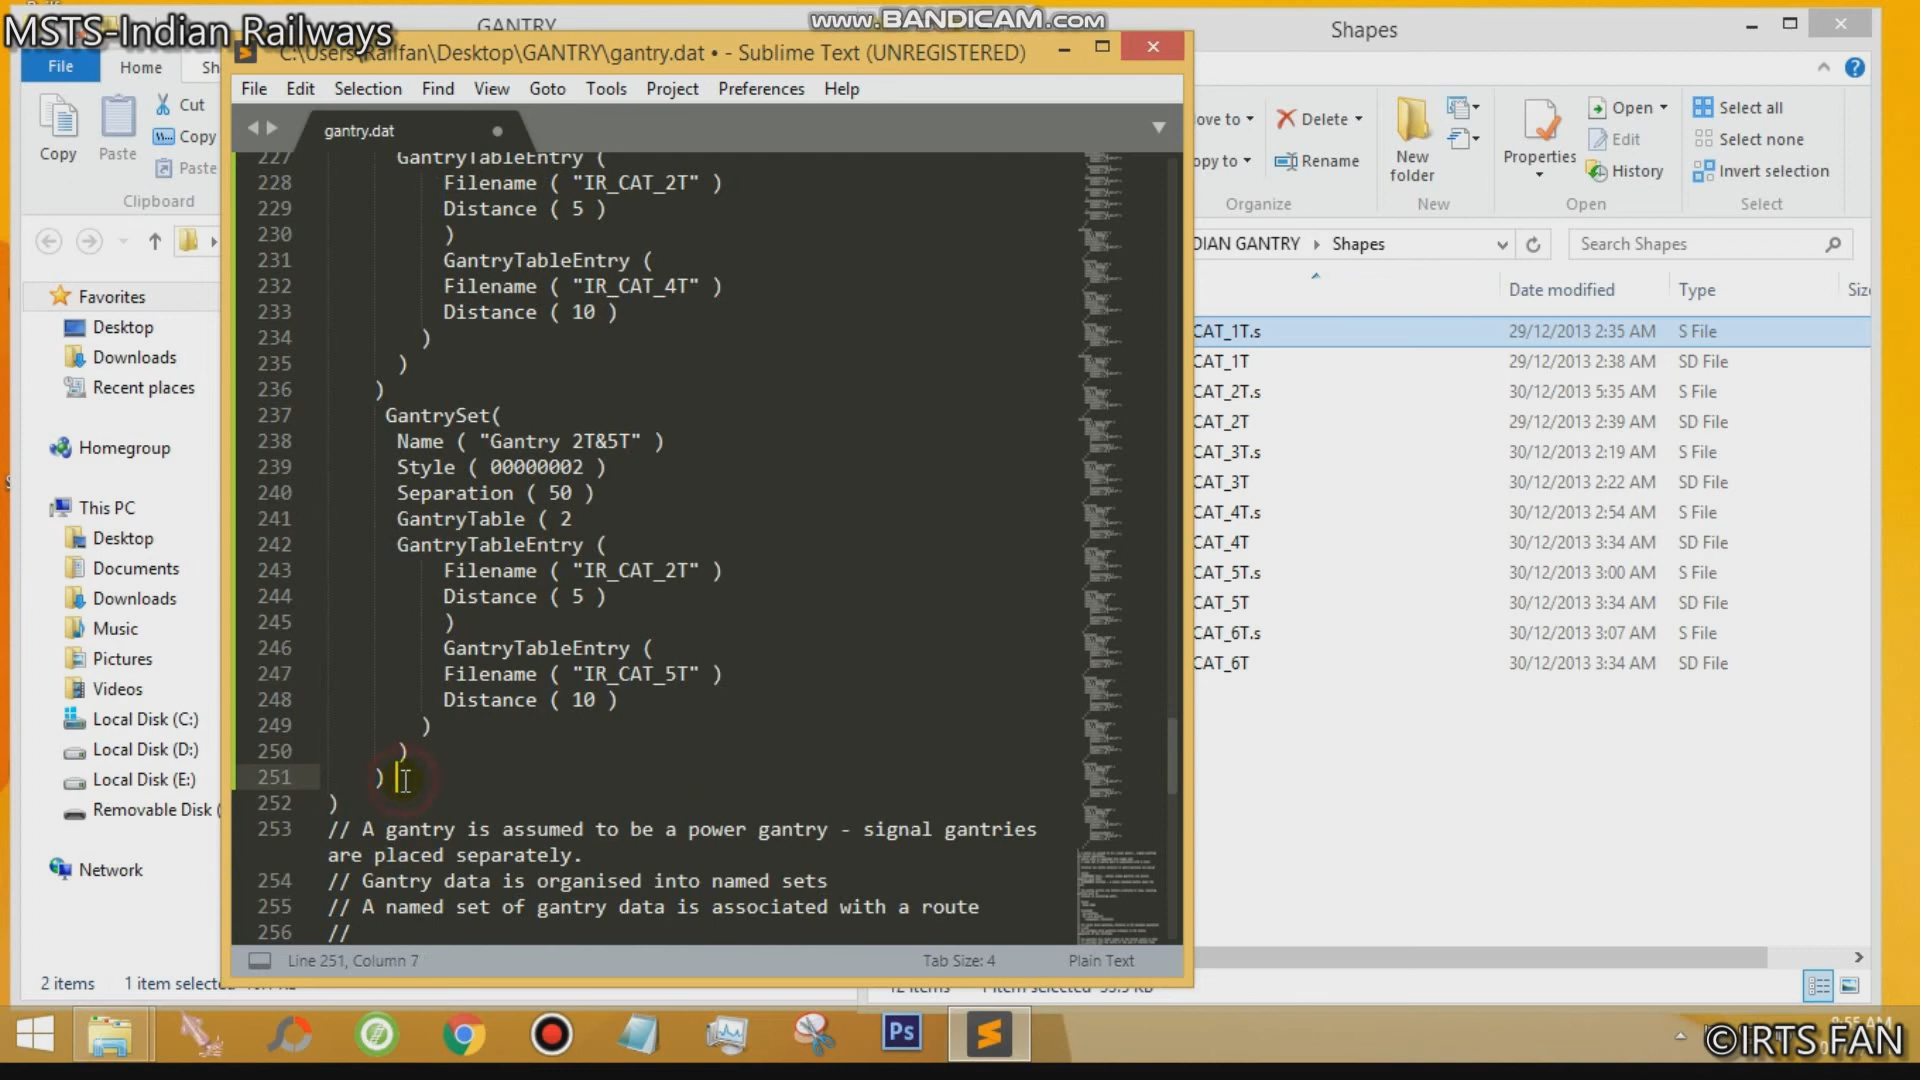 MSTS-Indian Railways
www.BANDICAM.com
GANTRY
Shapes
C:\Users\Railfan\Desktop\GANTRY\gantry.dat • - Sublime Text (UNREGISTERED)
File
Home
Sh
File Edit Selection Find View Goto Tools Project Preferences Help
gantry.dat
Copy
Paste
Cut
Copy
Paste
Clipboard
ove to
opy to
Delete
Rename
Organize
New folder
New
Properties
Open
Edit
History
Open
Select all
Select none
Invert selection
Select
DIAN GANTRY
Shapes
Search Shapes
Date modified
Type
Siz
CAT_1T.s 29/12/2013 2:35 AM S File
CAT_1T 29/12/2013 2:38 AM SD File
CAT_2T.s 30/12/2013 5:35 AM S File
CAT_2T 29/12/2013 2:39 AM SD File
CAT_3T.s 30/12/2013 2:19 AM S File
CAT_3T 30/12/2013 2:22 AM SD File
CAT_4T.s 30/12/2013 2:54 AM S File
CAT_4T 30/12/2013 3:34 AM SD File
CAT_5T.s 30/12/2013 3:00 AM S File
CAT_5T 30/12/2013 3:34 AM SD File
CAT_6T.s 30/12/2013 3:07 AM S File
CAT_6T 30/12/2013 3:34 AM SD File
Favorites
Desktop
Downloads
Recent places
Homegroup
This PC
Desktop
Documents
Downloads
Music
Pictures
Videos
Local Disk (C:)
Local Disk (D:)
Local Disk (E:)
Removable Disk (
Network
2 items 1 item selected
227 GantryTableEntry (
228 Filename ( "IR_CAT_2T" )
229 Distance ( 5 )
230 )
231 GantryTableEntry (
232 Filename ( "IR_CAT_4T" )
233 Distance ( 10 )
234 )
235 )
236 )
237 GantrySet(
238 Name ( "Gantry 2T&5T" )
239 Style ( 00000002 )
240 Separation ( 50 )
241 GantryTable ( 2
242 GantryTableEntry (
243 Filename ( "IR_CAT_2T" )
244 Distance ( 5 )
245 )
246 GantryTableEntry (
247 Filename ( "IR_CAT_5T" )
248 Distance ( 10 )
249 )
250 )
251 )
252 )
253 // A gantry is assumed to be a power gantry - signal gantries
are placed separately.
254 // Gantry data is organised into named sets
255 // A named set of gantry data is associated with a route
256 //
Line 251, Column 7
Tab Size: 4
Plain Text
Ps
©IRTS FAN